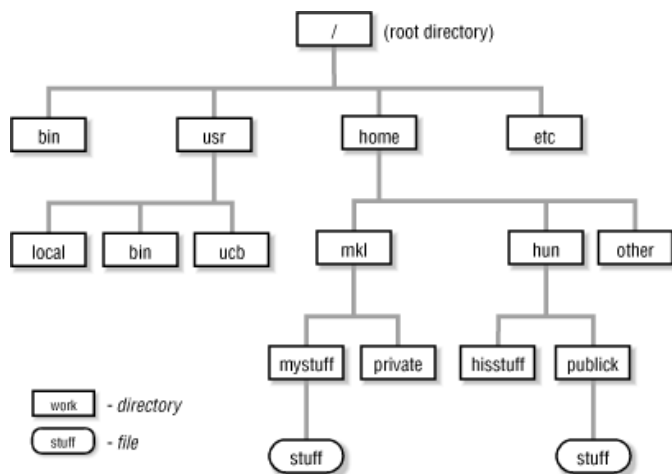 / (root directory)
bin usr home etc
local bin ucb mkl hun other
mystuff private hisstuff publick
work - directory
stuff - file
stuff stuff